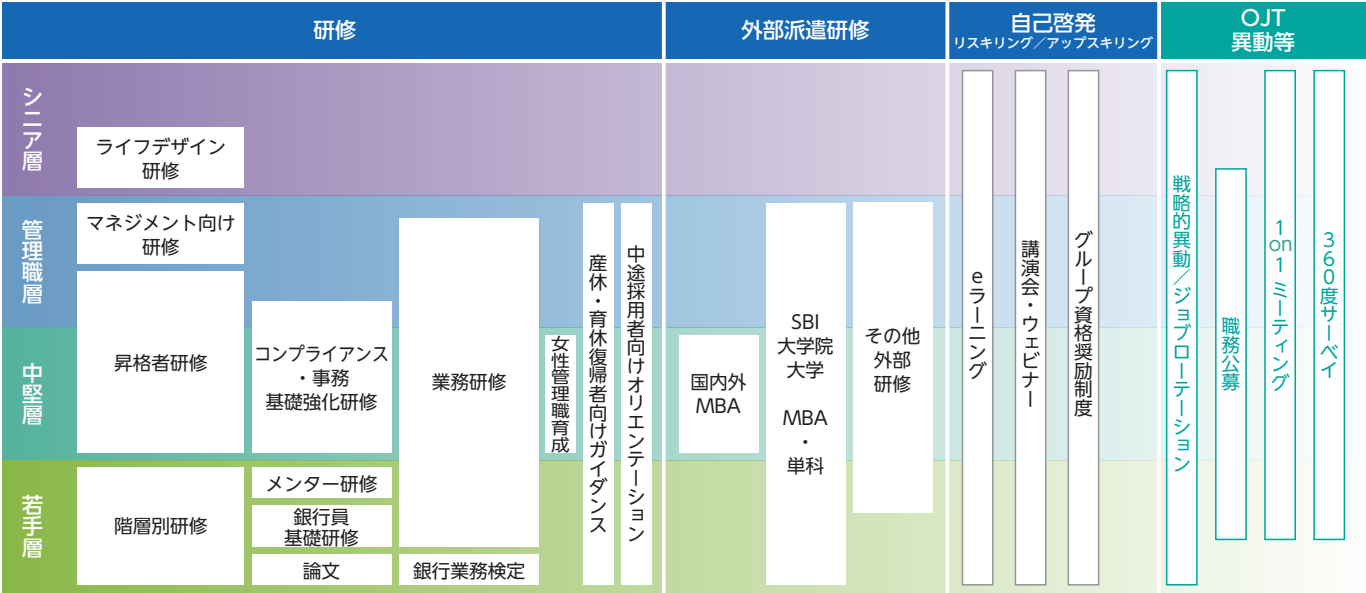 研修
外部派遣研修
自己啓発
リスキリング／アップスキリング
OJT
異動等
シニア層
ライフデザイン
研修
管理職層
マネジメント向け
研修
中堅層
昇格者研修
コンプライアンス
・事務
基礎強化研修
業務研修
女性管理職育成
産休・育休復帰者向けガイダンス
中途採用者向けオリエンテーション
若手層
階層別研修
メンター研修
銀行員
基礎研修
論文
銀行業務検定
国内外
MBA
SBI
大学院
大学
MBA
・
単科
その他
外部
研修
eラーニング
講演会・ウェビナー
グループ資格奨励制度
戦略的異動／ジョブローテーション
職務公募
1on1ミーティング
360度サーベイ